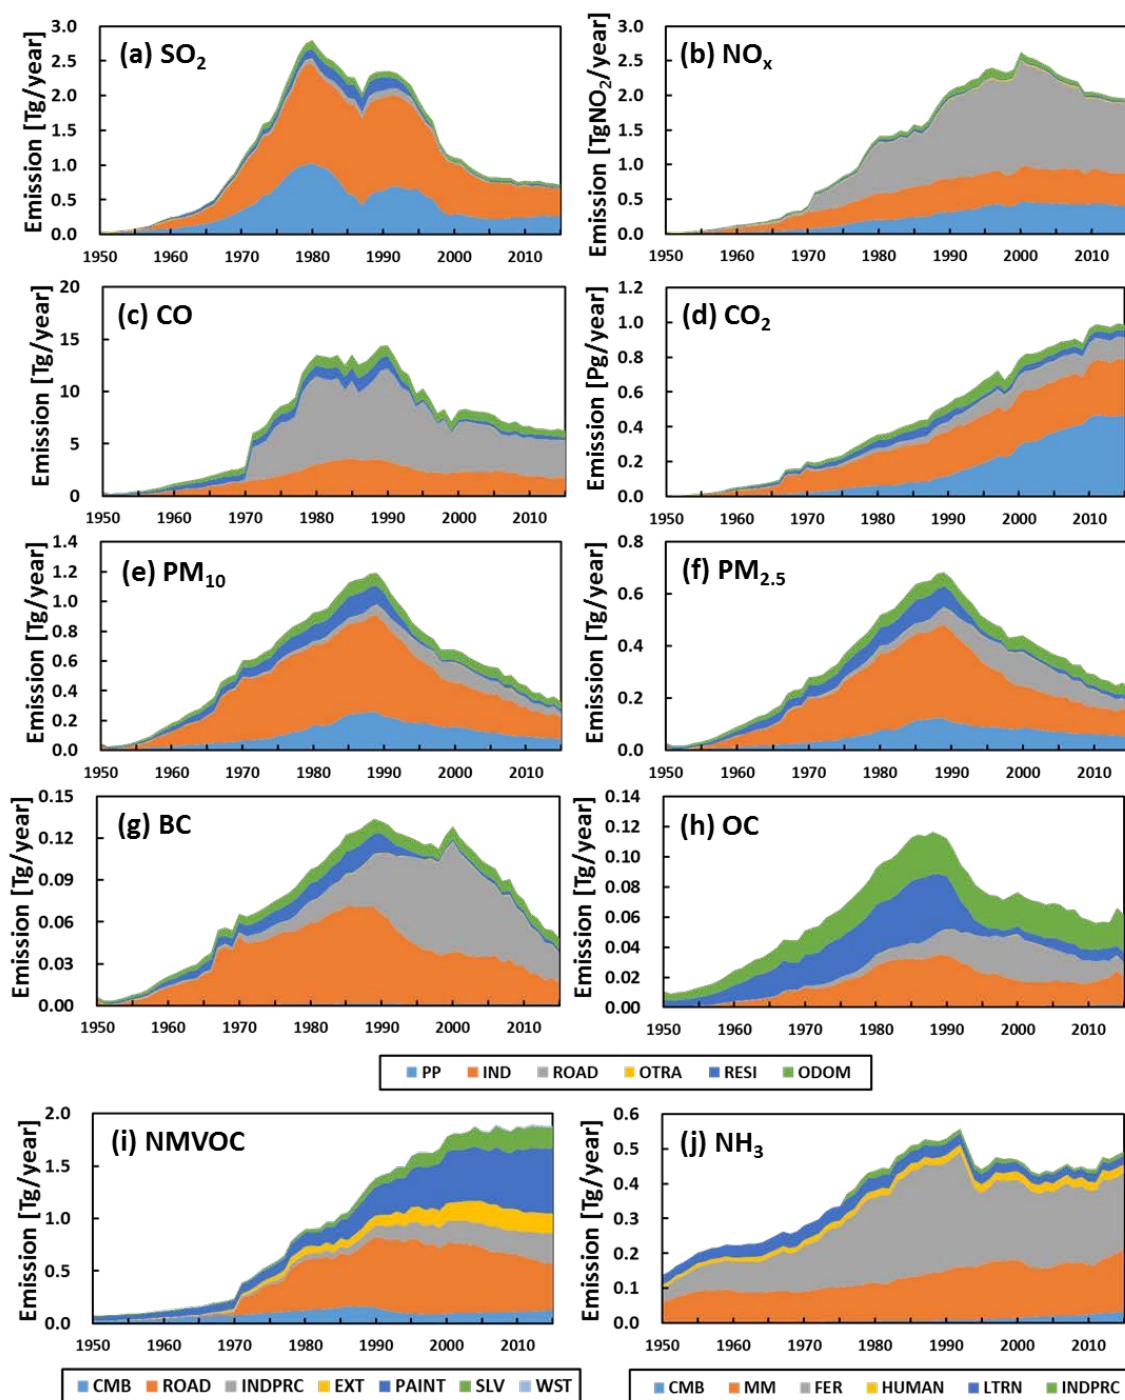 (a) SO₂
Emission [Tg/year]
3.0
2.5
2.0
1.5
1.0
0.5
0.0
1950 1960 1970 1980 1990 2000 2010
(b) NOₓ
Emission [TgNO₂/year]
3.0
2.5
2.0
1.5
1.0
0.5
0.0
1950 1960 1970 1980 1990 2000 2010
(c) CO
Emission [Tg/year]
20
15
10
5
0
1950 1960 1970 1980 1990 2000 2010
(d) CO₂
Emission [Pg/year]
1.2
1.0
0.8
0.6
0.4
0.2
0.0
1950 1960 1970 1980 1990 2000 2010
(e) PM₁₀
Emission [Tg/year]
1.4
1.2
1.0
0.8
0.6
0.4
0.2
0.0
1950 1960 1970 1980 1990 2000 2010
(f) PM₂.₅
Emission [Tg/year]
0.8
0.6
0.4
0.2
0.0
1950 1960 1970 1980 1990 2000 2010
(g) BC
Emission [Tg/year]
0.15
0.12
0.09
0.06
0.03
0.00
1950 1960 1970 1980 1990 2000 2010
(h) OC
Emission [Tg/year]
0.14
0.12
0.10
0.08
0.06
0.04
0.02
0.00
1950 1960 1970 1980 1990 2000 2010
PP IND ROAD OTRA RESI ODOM
(i) NMVOC
Emission [Tg/year]
2.0
1.5
1.0
0.5
0.0
1950 1960 1970 1980 1990 2000 2010
CMB ROAD INDPRC EXT PAINT SLV WST
(j) NH₃
Emission [Tg/year]
0.6
0.5
0.4
0.3
0.2
0.1
0.0
1950 1960 1970 1980 1990 2000 2010
CMB MM FER HUMAN LTRN INDPRC